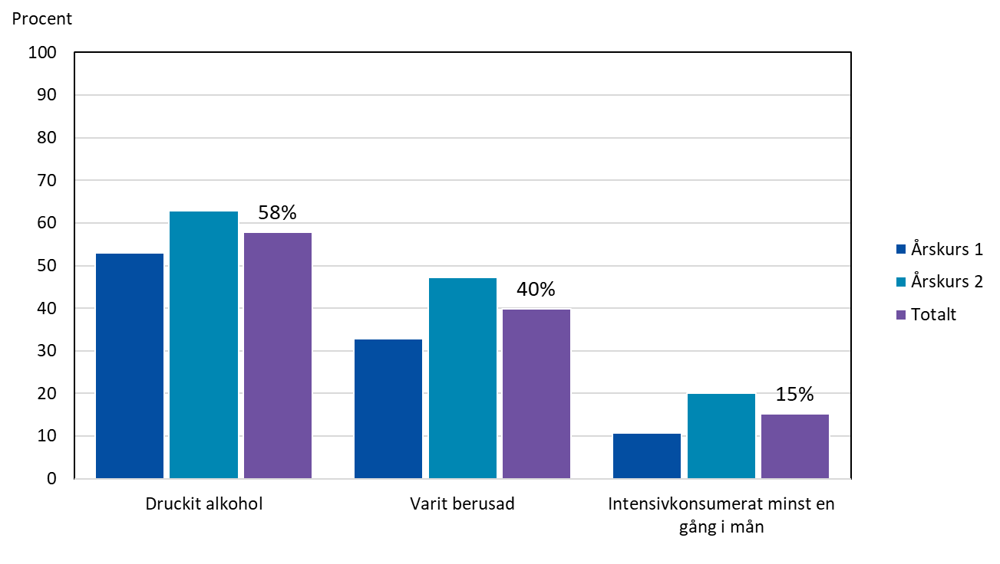 Procent
100
90
80
70
60
50
40
30
20
10
0
58%
40%
15%
Druckit alkohol
Varit berusad
Intensivkonsumerat minst en
gång i mån
Årskurs 1
Årskurs 2
Totalt